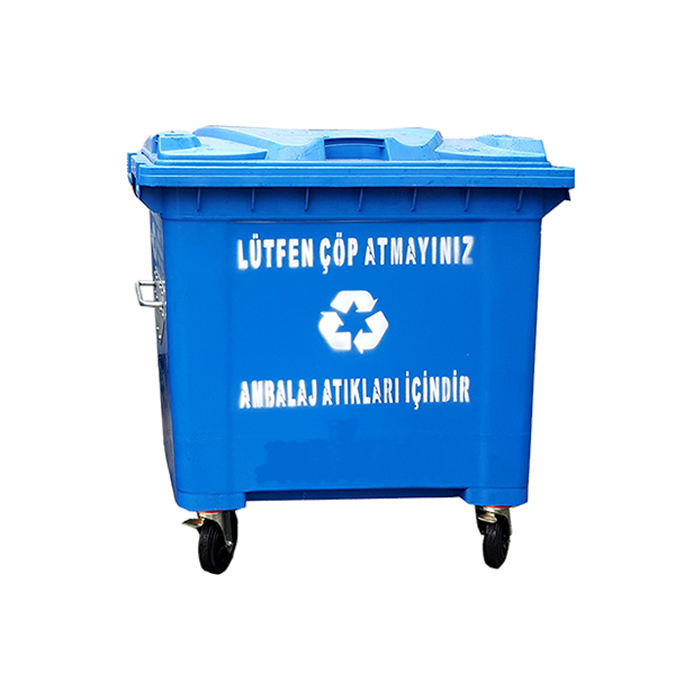 LÜTFEN ÇÖP ATMAYINIZ
AMBALAJ ATIKLARI İÇİNDİR